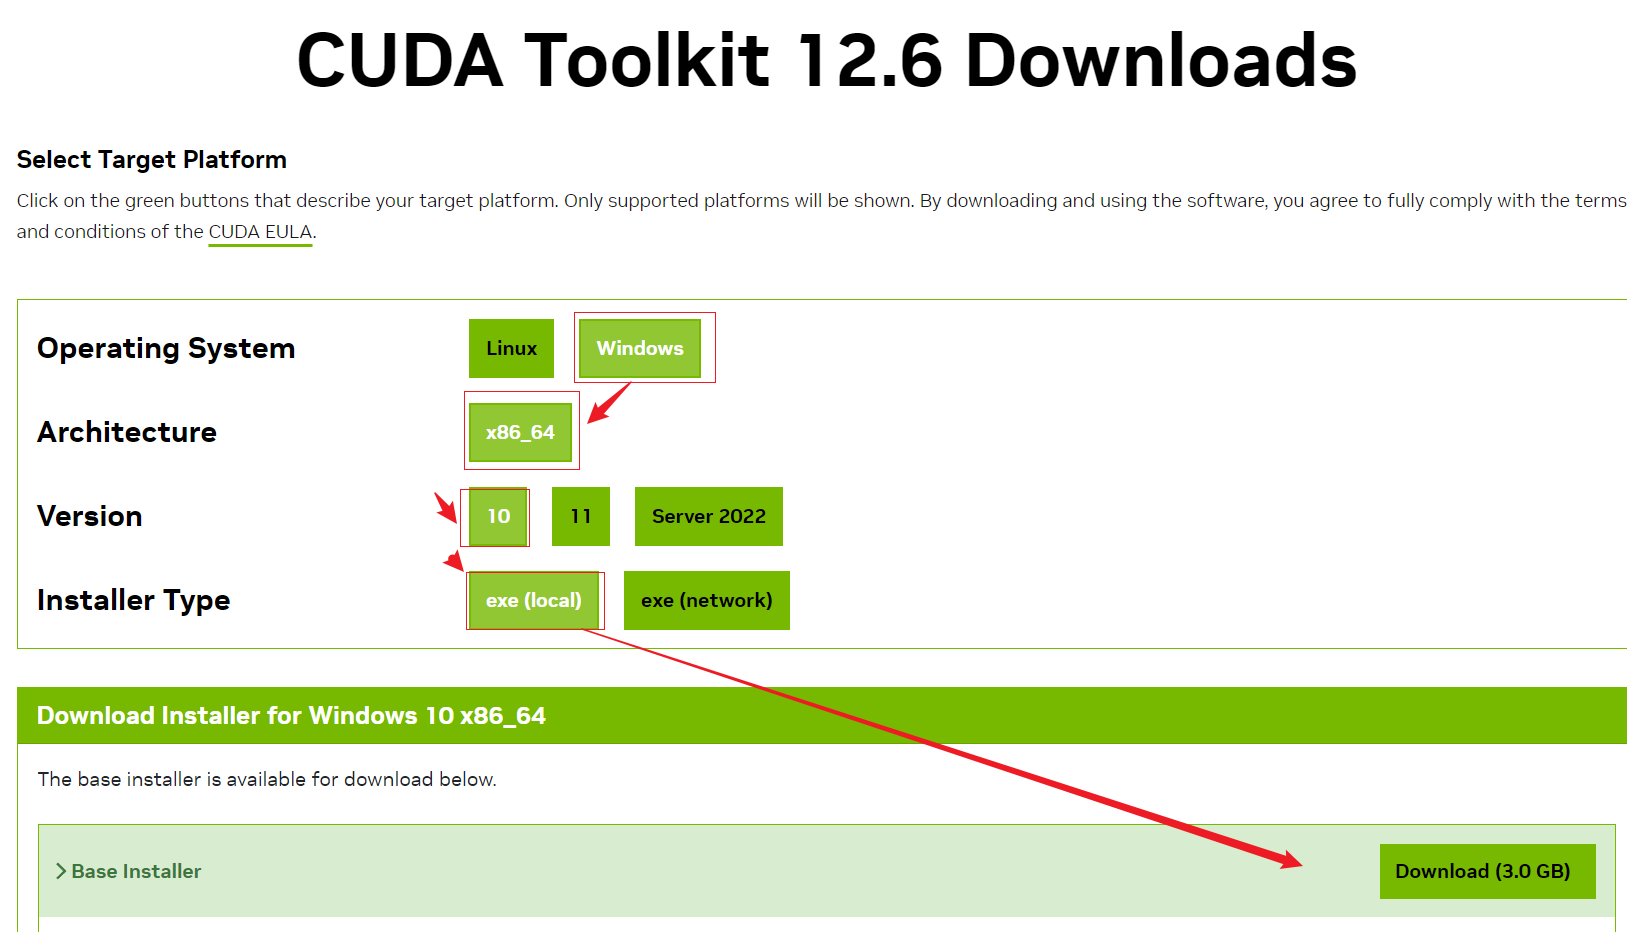 CUDA Toolkit 12.6 Downloads
Select Target Platform
Click on the green buttons that describe your target platform. Only supported platforms will be shown. By downloading and using the software, you agree to fully comply with the terms
and conditions of the CUDA EULA.
Operating System Linux Windows
Architecture x86_64
Version 10 11 Server 2022
Installer Type exe (local) exe (network)
Download Installer for Windows 10 x86_64
The base installer is available for download below.
Base Installer Download (3.0 GB)